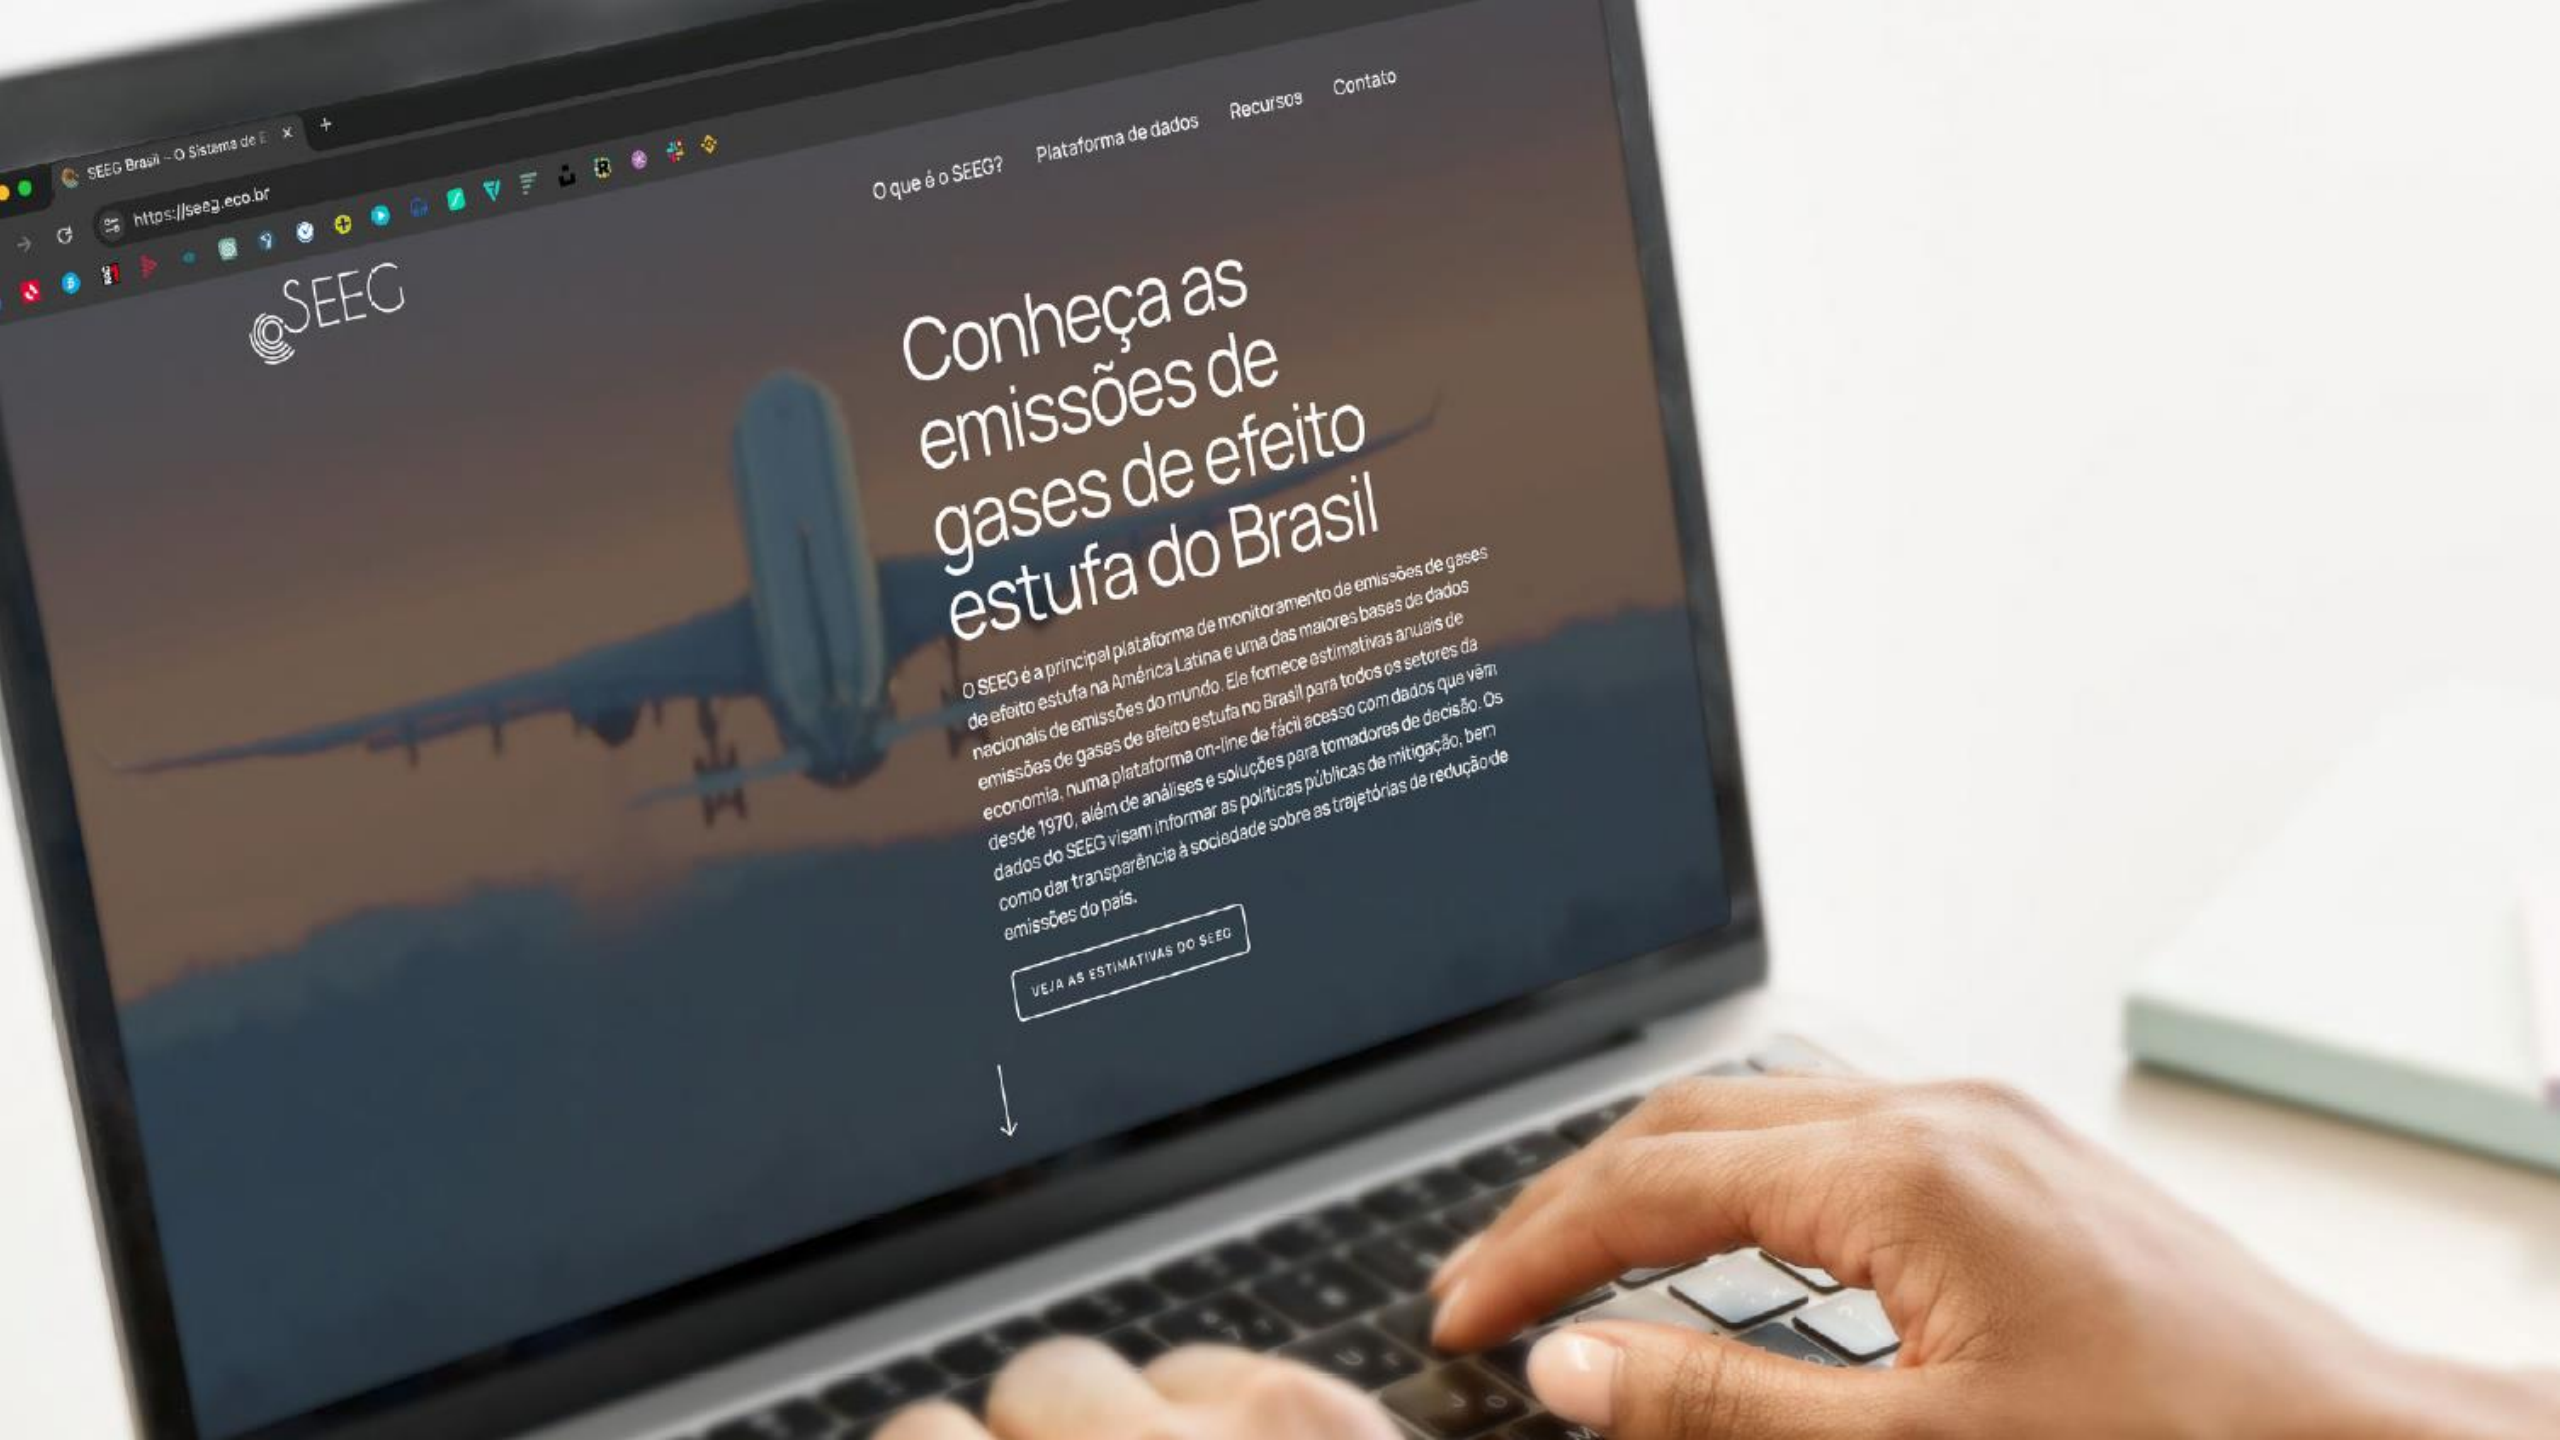 SEEG Brasil – O Sistema de E
https://seeg.eco.br
SEEG
O que é o SEEG?
Plataforma de dados
Recursos
Contato
Conheça as
emissões de
gases de efeito
estufa do Brasil
O SEEG é a principal plataforma de monitoramento de emissões de gases
de efeito estufa na América Latina e uma das maiores bases de dados
nacionais de emissões do mundo. Ele fornece estimativas anuais de
emissões de gases de efeito estufa no Brasil para todos os setores da
economia, numa plataforma on-line de fácil acesso com dados que vêm
desde 1970, além de análises e soluções para tomadores de decisão. Os
dados do SEEG visam informar as políticas públicas de mitigação, bem
como dar transparência à sociedade sobre as trajetórias de redução de
emissões do país.
VEJA AS ESTIMATIVAS DO SEEG